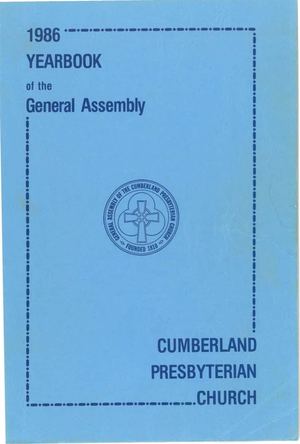 1986
YEARBOOK
of the
General Assembly
GENERAL ASSEMBLY OF THE CUMBERLAND PRESBYTERIAN CHURCH
FOUNDED 1810
CUMBERLAND
PRESBYTERIAN
CHURCH